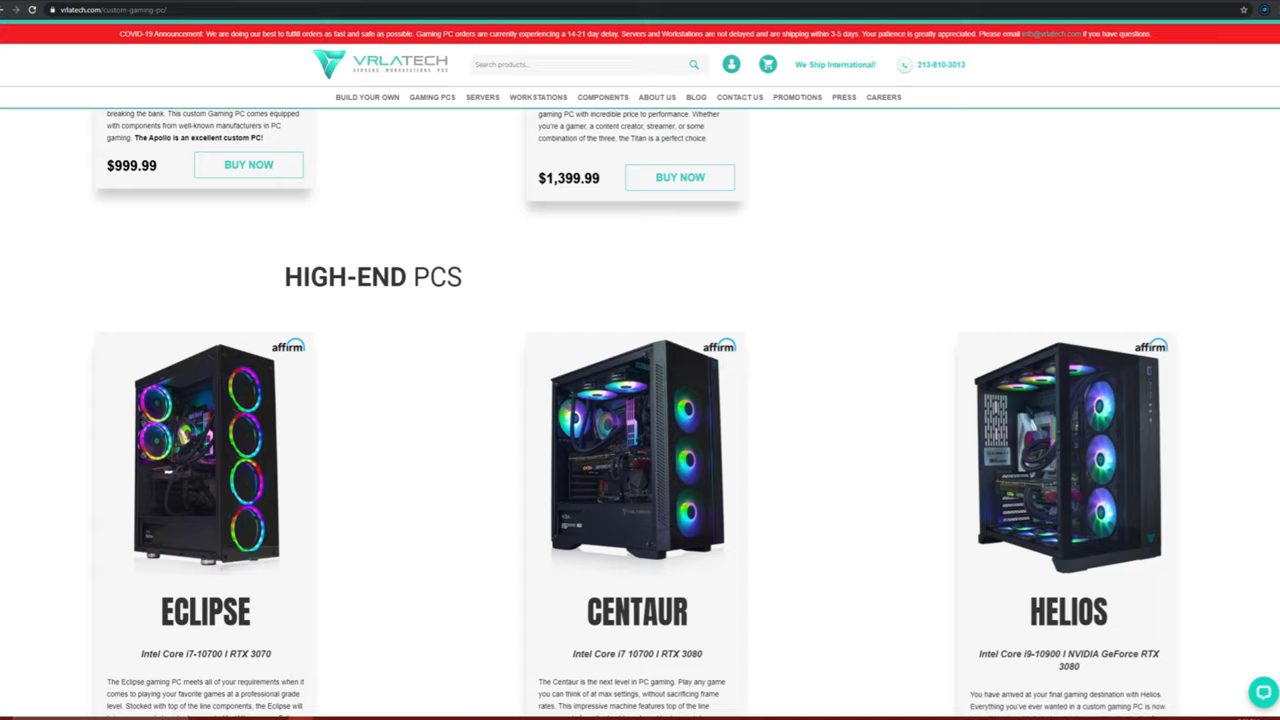 vrlatech.com/custom-gaming-pc/
COVID-19 Announcement: We are doing our best to fulfill orders as fast and safe as possible. Gaming PC orders are currently experiencing a 14-21 day delay. Servers and Workstations are not delayed and are shipping within 3-5 days. Your patience is greatly appreciated. Please email info@vrlatech.com if you have questions.
VRLATECH
SERVERS WORKSTATIONS PCS
Search products...
We Ship International!
213-810-3013
BUILD YOUR OWN GAMING PCS SERVERS WORKSTATIONS COMPONENTS ABOUT US BLOG CONTACT US PROMOTIONS PRESS CAREERS
breaking the bank. This custom Gaming PC comes equipped
with components from well-known manufacturers in PC
gaming. The Apollo is an excellent custom PC!
$999.99 BUY NOW
gaming PC with incredible price to performance. Whether
you're a gamer, a content creator, streamer, or some
combination of the three, the Titan is a perfect choice.
$1,399.99 BUY NOW
HIGH-END PCS
affirm
ECLIPSE
Intel Core i7-10700 I RTX 3070
The Eclipse gaming PC meets all of your requirements when it
comes to playing your favorite games at a professional grade
level. Stocked with top of the line components, the Eclipse will
affirm
VRLATECH
CENTAUR
Intel Core i7 10700 I RTX 3080
The Centaur is the next level in PC gaming. Play any game
you can think of at max settings, without sacrificing frame
rates. This impressive machine features top of the line
affirm
HELIOS
Intel Core i9-10900 I NVIDIA GeForce RTX
3080
You have arrived at your final gaming destination with Helios.
Everything you've ever wanted in a custom gaming PC is now